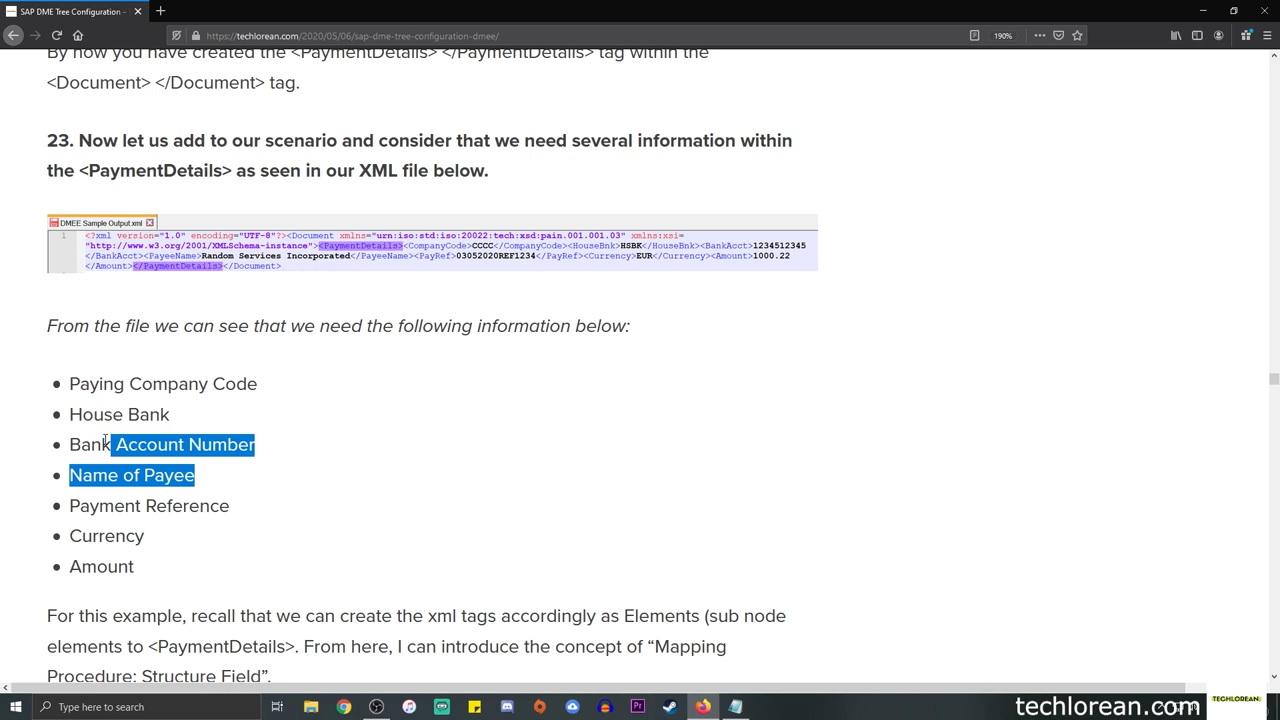 SAP DME Tree Configuration -
https://techlorean.com/2020/05/06/sap-dme-tree-configuration-dmee/
190%
By now you have created the <PaymentDetails> </PaymentDetails> tag within the
<Document> </Document> tag.
23. Now let us add to our scenario and consider that we need several information within
the <PaymentDetails> as seen in our XML file below.
DMEE Sample Output.xml
1 <?xml version="1.0" encoding="UTF-8"?><Document xmlns="urn:iso:std:iso:20022:tech:xsd:pain.001.001.03" xmlns:xsi=
"http://www.w3.org/2001/XMLSchema-instance"><PaymentDetails><CompanyCode>CCCC</CompanyCode><HouseBnk>HSBK</HouseBnk><BankAcct>1234512345
</BankAcct><PayeeName>Random Services Incorporated</PayeeName><PayRef>03052020REF1234</PayRef><Currency>EUR</Currency><Amount>1000.22
</Amount></PaymentDetails></Document>
From the file we can see that we need the following information below:
• Paying Company Code
• House Bank
• Bank Account Number
• Name of Payee
• Payment Reference
• Currency
• Amount
For this example, recall that we can create the xml tags accordingly as Elements (sub node
elements to <PaymentDetails>. From here, I can introduce the concept of “Mapping
Procedure: Structure Field”.
Type here to search
techlorean.com
TECHLOREAN.